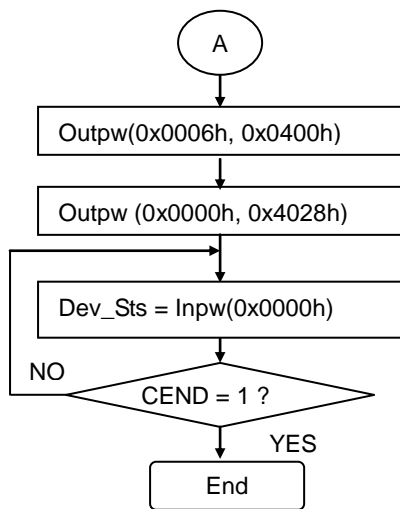 A
Outpw(0x0006h, 0x0400h)
Outpw (0x0000h, 0x4028h)
Dev_Sts = Inpw(0x0000h)
NO
CEND = 1 ?
YES
End